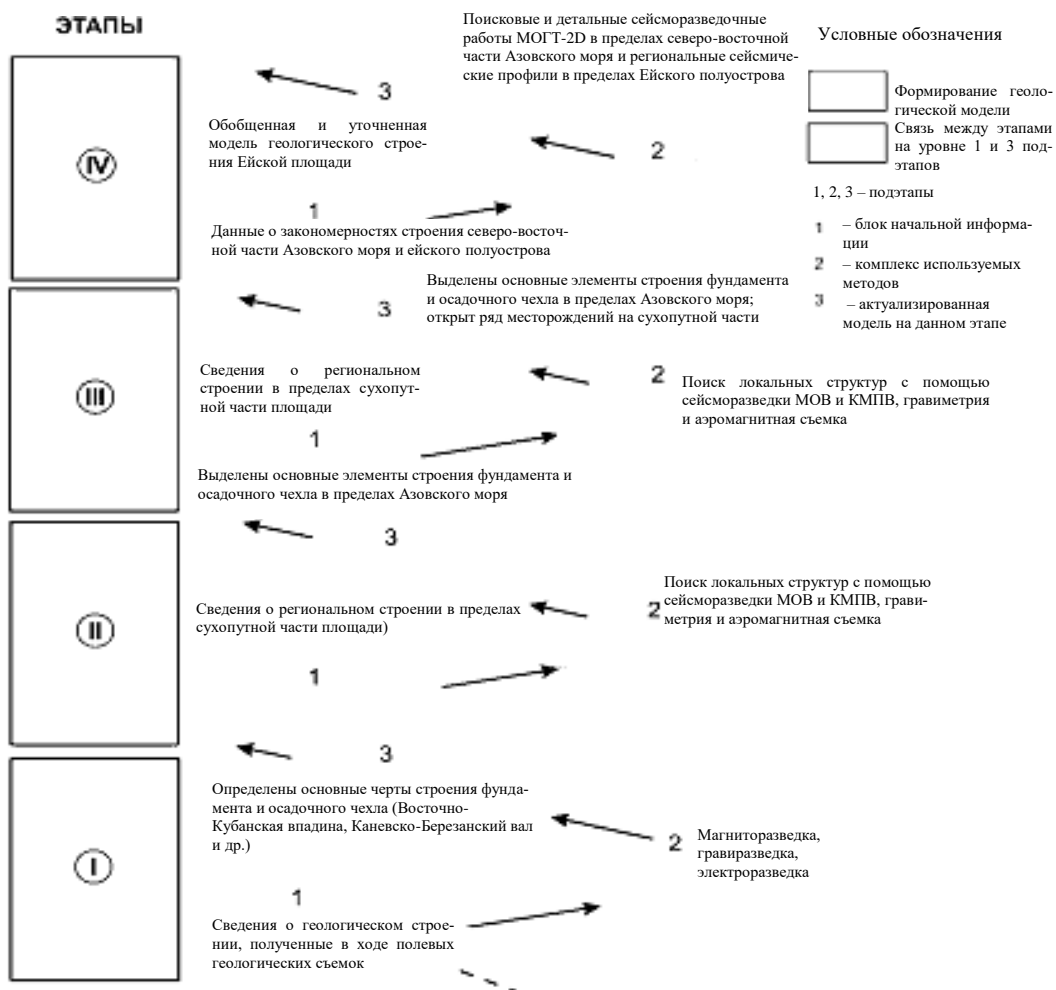 ЭТАПЫ
Поисковые и детальные сейсморазведочные
работы МОГТ-2D в пределах северо-восточной
части Азовского моря и региональные сейсмиче-
ские профили в пределах Ейского полуострова
Условные обозначения
Формирование геоло-
гической модели
Связь между этапами
на уровне 1 и 3 под-
этапов
1, 2, 3 – подэтапы
1 – блок начальной информа-
ции
2 – комплекс используемых
методов
3 – актуализированная
модель на данном этапе
IV
3
Обобщенная и уточненная
модель геологического строе-
ния Ейской площади
2
1
Данные о закономерностях строения северо-восточ-
ной части Азовского моря и ейского полуострова
III
Выделены основные элементы строения фундамента
и осадочного чехла в пределах Азовского моря;
открыт ряд месторождений на сухопутной части
3
Сведения о региональном
строении в пределах сухопут-
ной части площади
2
Поиск локальных структур с помощью
сейсморазведки МОВ и КМПВ, гравиметрия
и аэромагнитная съемка
1
Выделены основные элементы строения фундамента и
осадочного чехла в пределах Азовского моря
II
3
Сведения о региональном строении в пределах
сухопутной части площади)
2
Поиск локальных структур с помощью
сейсморазведки МОВ и КМПВ, грави-
метрия и аэромагнитная съемка
1
I
3
Определены основные черты строения фунда-
мента и осадочного чехла (Восточно-
Кубанская впадина, Каневско-Березанский вал
и др.)
2
Магниторазведка,
гравиразведка,
электроразведка
1
Сведения о геологическом строе-
нии, полученные в ходе полевых
геологических съемок